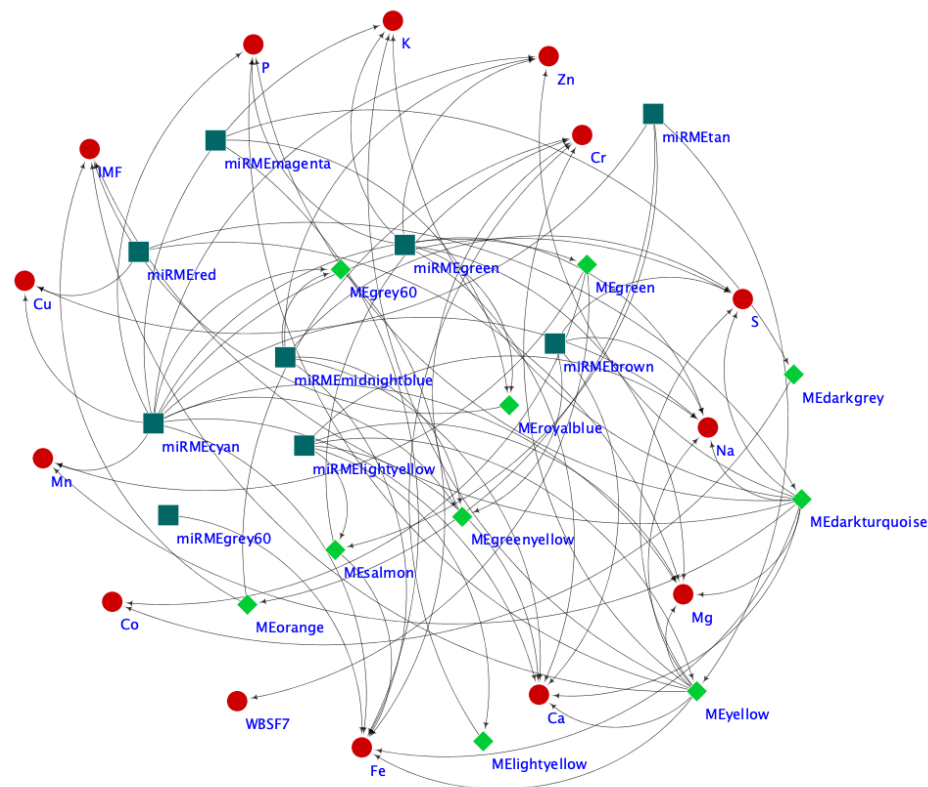 K
P
Zn
miRMEtan
Cr
miRMEmagenta
IMF
miRMEgreen
miRMEred
MEgreen
MEgrey60
Cu
S
miRMEbrown
miRMEmidnightblue
MEdarkgrey
MEroyalblue
miRMEcyan
Na
miRMElightyellow
Mn
MEdarkturquoise
miRMEgrey60
MEgreenyellow
MEsalmon
Mg
Co
MEorange
MEyellow
Ca
WBSF7
MElightyellow
Fe